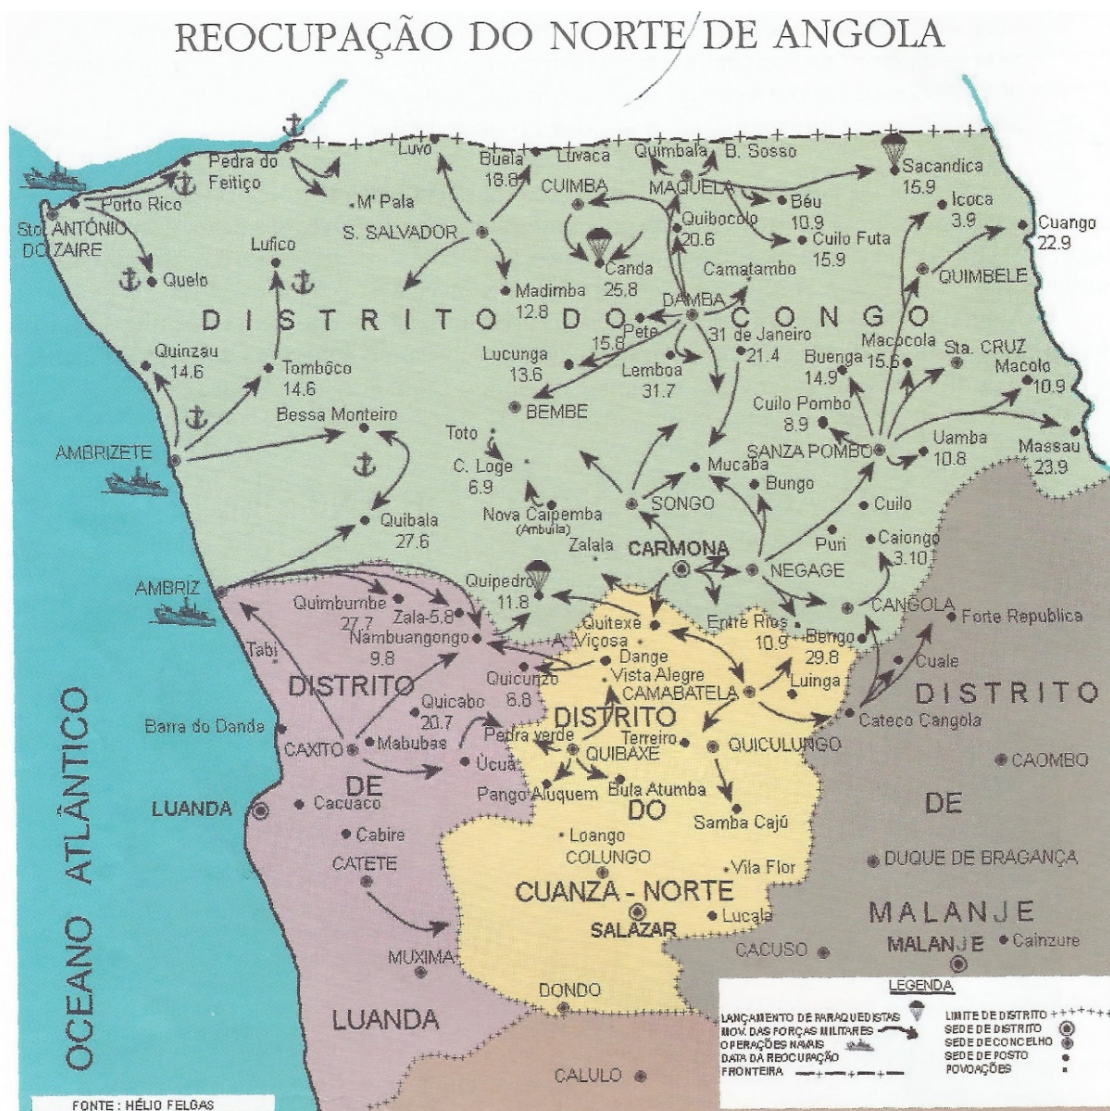 REOCUPAÇÃO DO NORTE DE ANGOLA
Luvo
Buela
18.8
Luvaca
Quimbala
B. Sosso
Sacandica
15.9
Pedra do
Feitiço
Porto Rico
Sto. ANTÓNIO
DO ZAIRE
M' Pala
CUIMBA
MAQUELA
Béu
10.9
Icoca
3.9
Cuango
22.9
S. SALVADOR
Quibocolo
20.6
Cuilo Futa
15.9
Lufico
Quelo
Canda
25.8
Camatambo
QUIMBELE
Madimba
12.8
DAMBA
DISTRITO DO CONGO
Pete
15.8
31 de Janeiro
21.4
Macocola
15.6
Quinzau
14.6
Tombôco
14.6
Lucunga
13.6
Lemboa
31.7
Buenga
14.9
Sta. CRUZ
Macolo
10.9
Bessa Monteiro
BEMBE
Cuilo Pombo
8.9
AMBRIZETE
Toto
SANZA POMBO
Uamba
10.8
Massau
23.9
C. Loge
6.9
Mucaba
Bungo
Quibala
27.6
Nova Caipemba
(Ambuíla)
SONGO
Cuilo
Puri
Caiongo
3.10
Zalala
CARMONA
NEGAGE
AMBRIZ
Quipedro
11.8
Quimbumbe
27.7
Zala-5.8
CANGOLA
Forte Republica
Nambuangongo
9.8
Quitexe
Entre Rios
10.9
Bengo
29.8
A. Viçosa
Tabi
Dange
Cuale
DISTRITO
Quicunzo
6.8
Vista Alegre
CAMABATELA
Luinga
DISTRITO
Quicabo
20.7
DISTRITO
Cateco Cangola
Barra do Dande
Pedra verde
Terreiro
CAXITO
Mabubas
QUIBAXE
QUICULUNGO
Úcua
CAOMBO
DE
Pango Aluquem
Bula Atumba
LUANDA
Cacuaco
DO
DE
Samba Cajú
Cabire
Loango
CATETE
COLUNGO
Vila Flor
DUQUE DE BRAGANÇA
CUANZA - NORTE
SALAZAR
Lucala
MALANJE
MALANJE
Cainzure
CACUSO
MUXIMA
DONDO
LUANDA
CALULO
OCEANO ATLÂNTICO
LEGENDA
LANÇAMENTO DE PARAQUEDISTAS
MOV. DAS FORÇAS MILITARES
OPERAÇÕES NAVAIS
DATA DA REOCUPAÇÃO
FRONTEIRA
LIMITE DE DISTRITO
SEDE DE DISTRITO
SEDE DE CONCELHO
SEDE DE POSTO
POVOAÇÕES
FONTE : HÉLIO FELGAS